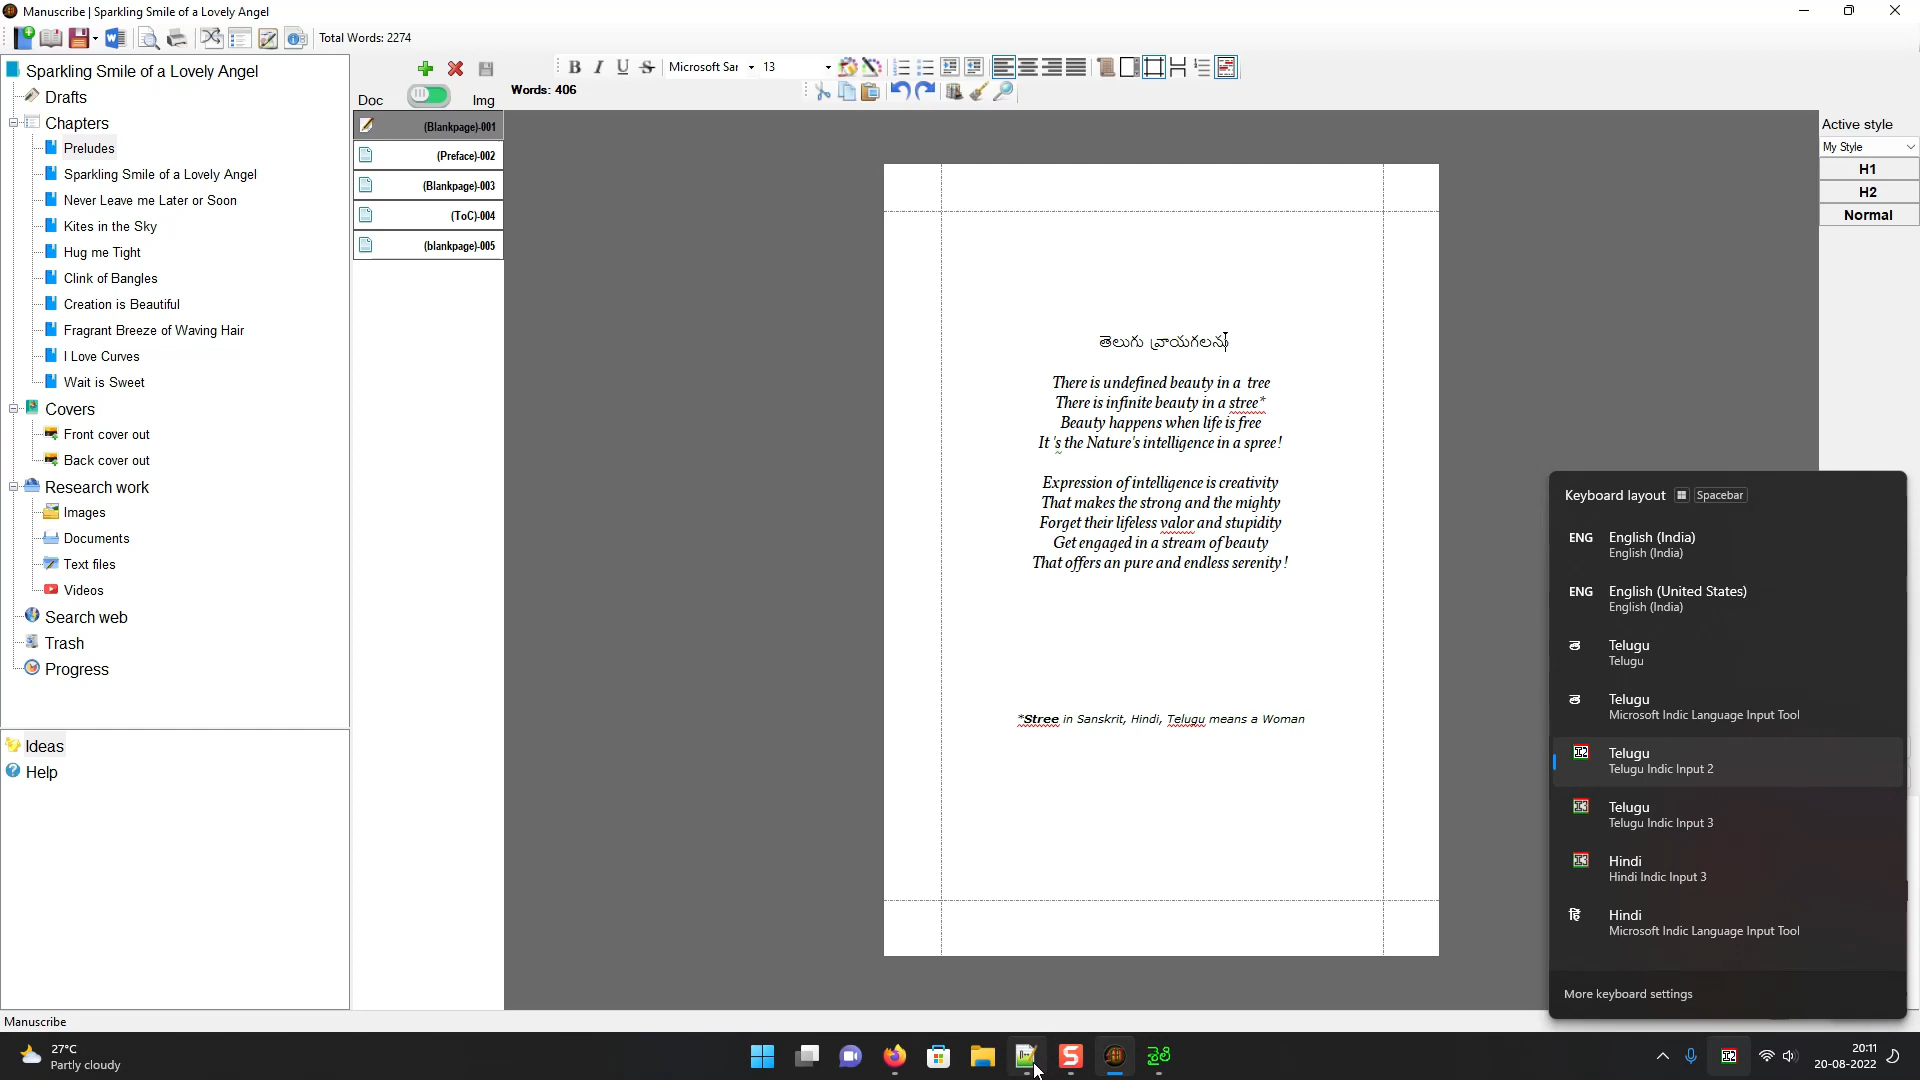 Manuscribe | Sparkling Smile of a Lovely Angel
Total Words: 2274
Sparkling Smile of a Lovely Angel
Drafts
Chapters
Preludes
Sparkling Smile of a Lovely Angel
Never Leave me Later or Soon
Kites in the Sky
Hug me Tight
Clink of Bangles
Creation is Beautiful
Fragrant Breeze of Waving Hair
I Love Curves
Wait is Sweet
Covers
Front cover out
Back cover out
Research work
Images
Documents
Text files
Videos
Search web
Trash
Progress
Ideas
Help
Doc Img
(Blankpage)-001
(Preface)-002
(Blankpage)-003
(ToC)-004
(blankpage)-005
B I U S Microsoft Sar 13
Words: 406
తెలుగు వ్రాయగలను
There is undefined beauty in a tree
There is infinite beauty in a stree*
Beauty happens when life is free
It 's the Nature's intelligence in a spree!
Expression of intelligence is creativity
That makes the strong and the mighty
Forget their lifeless valor and stupidity
Get engaged in a stream of beauty
That offers an pure and endless serenity!
*Stree in Sanskrit, Hindi, Telugu means a Woman
Active style
My Style
H1
H2
Normal
Keyboard layout Spacebar
ENG English (India)
English (India)
ENG English (United States)
English (India)
త Telugu
Telugu
త Telugu
Microsoft Indic Language Input Tool
I2 Telugu
Telugu Indic Input 2
I3 Telugu
Telugu Indic Input 3
I3 Hindi
Hindi Indic Input 3
हिं Hindi
Microsoft Indic Language Input Tool
More keyboard settings
Manuscribe
27°C
Partly cloudy
S
శైలి
I2
20:11
20-08-2022